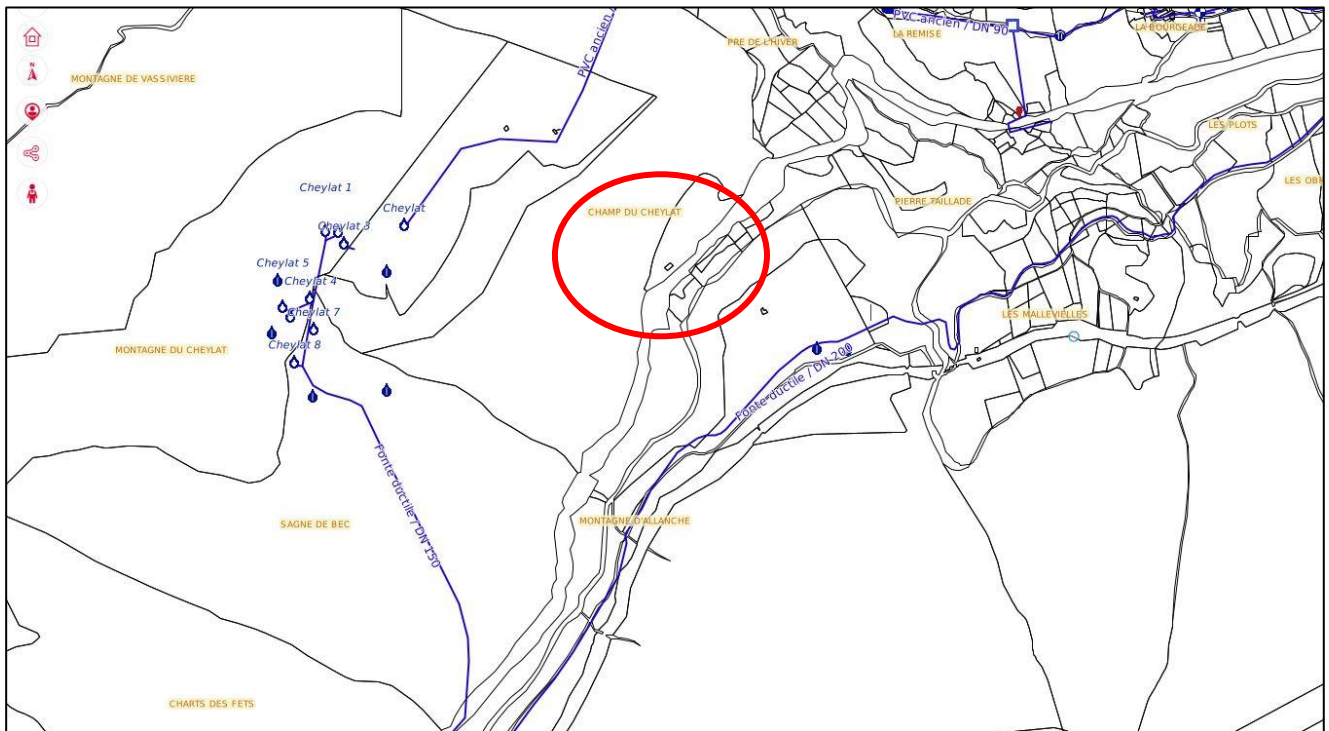 PVC ancien / DN 90
LA REMISE
LA BOURGEADE
PRE DE L'HIVER
MONTAGNE DE VASSIVIERE
N
PVC ancien
LES PLOTS
LES OBR
Cheylat 1
Cheylat
CHAMP DU CHEYLAT
PIERRE TAILLADE
Cheylat 3
Cheylat 5
Cheylat 4
Cheylat 7
LES MALLEVIELLES
Cheylat 8
MONTAGNE DU CHEYLAT
Fonte ductile / DN 200
Fonte ductile / DN 150
SAGNE DE BEC
MONTAGNE D'ALLANCHE
CHARTS DES FETS